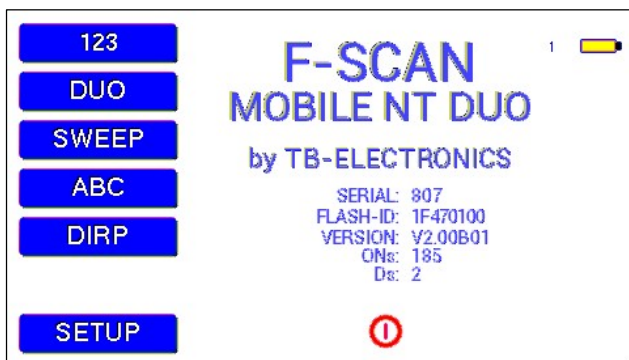 123
DUO
SWEEP
ABC
DIRP
SETUP
F-SCAN
MOBILE NT DUO
by TB-ELECTRONICS
SERIAL: 807
FLASH-ID: 1F470100
VERSION: V2.00B01
ONs: 185
Ds: 2
1